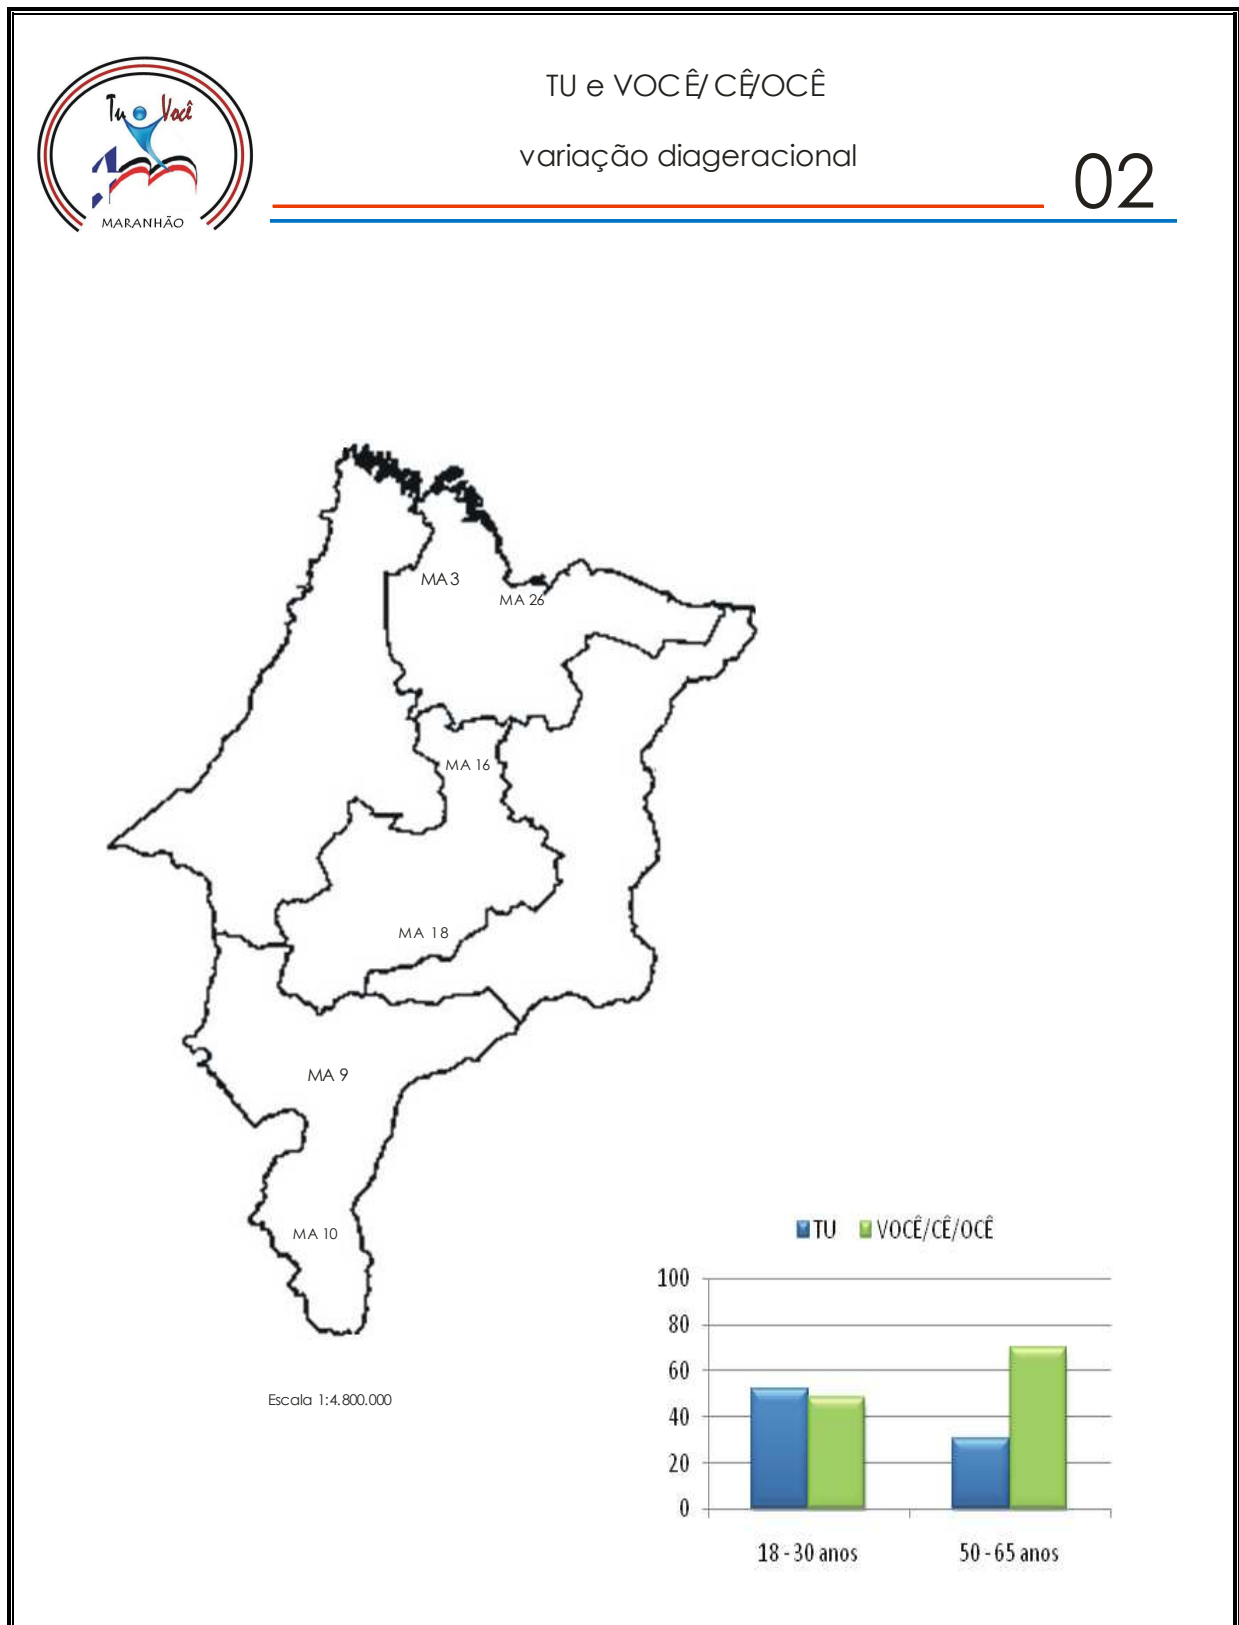 Tu Você
MARANHÃO
TU e VOCÊ/CÊ/OCÊ
variação diageracional
02
MA 3
MA 26
MA 16
MA 18
MA 9
MA 10
Escala 1:4.800.000
TU VOCÊ/CÊ/OCÊ
100
80
60
40
20
0
18 - 30 anos 50 - 65 anos